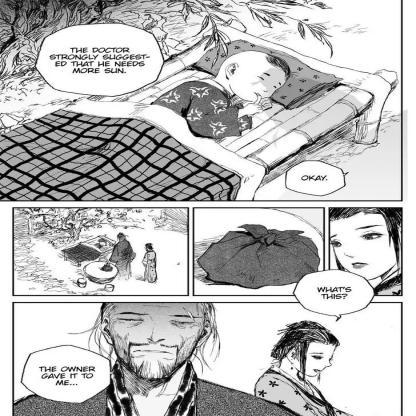 THE DOCTOR
STRONGLY SUGGEST-
ED THAT HE NEEDS
MORE SUN.
OKAY.
WHAT'S
THIS?
THE OWNER
GAVE IT TO
ME...